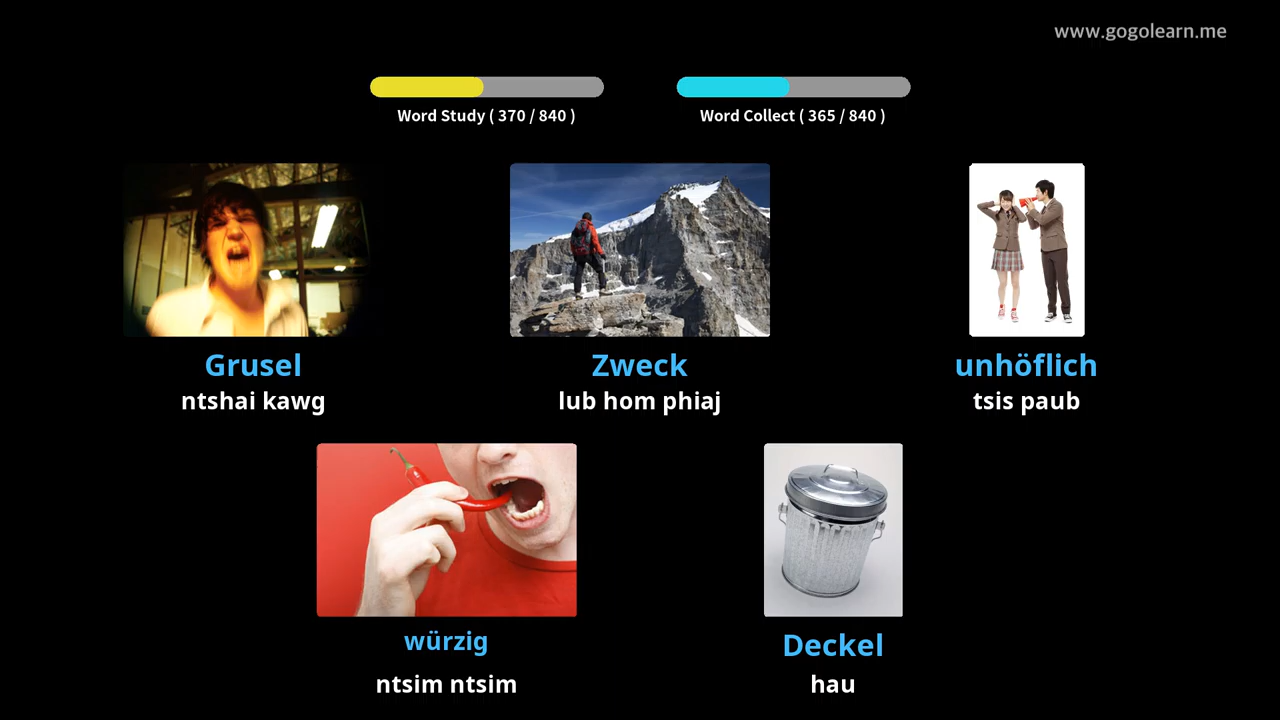 www.gogolearn.me
Word Study ( 370 / 840 )
Word Collect ( 365 / 840 )
Grusel
ntshai kawg
Zweck
lub hom phiaj
unhöflich
tsis paub
würzig
ntsim ntsim
Deckel
hau